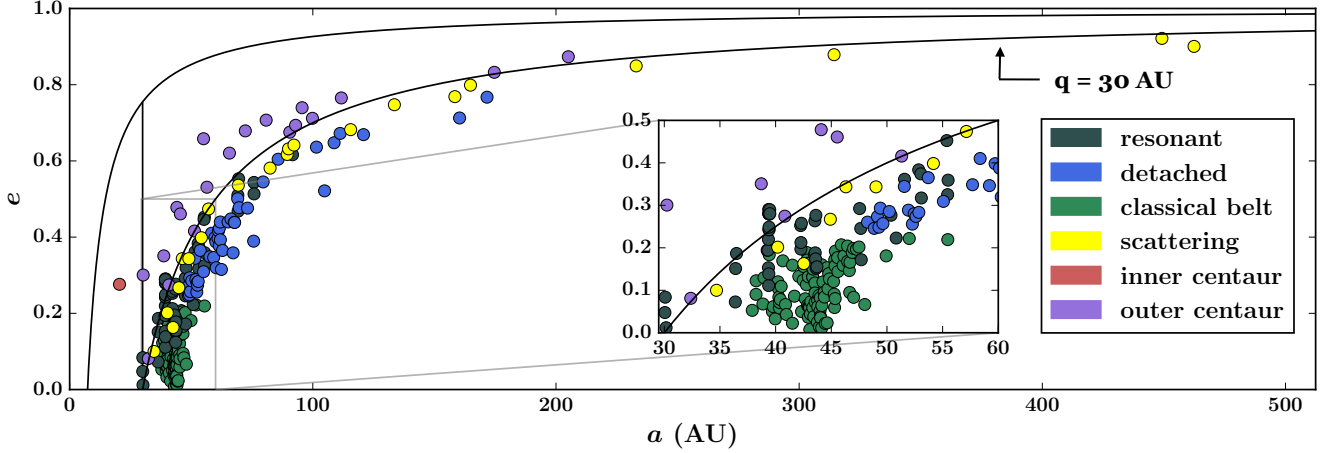 1.0
0.8
0.6
0.4
0.2
0.0
e
0 100 200 300 400 500
a (AU)
q = 30 AU
0.5
0.4
0.3
0.2
0.1
0.0
30 35 40 45 50 55 60
resonant
detached
classical belt
scattering
inner centaur
outer centaur